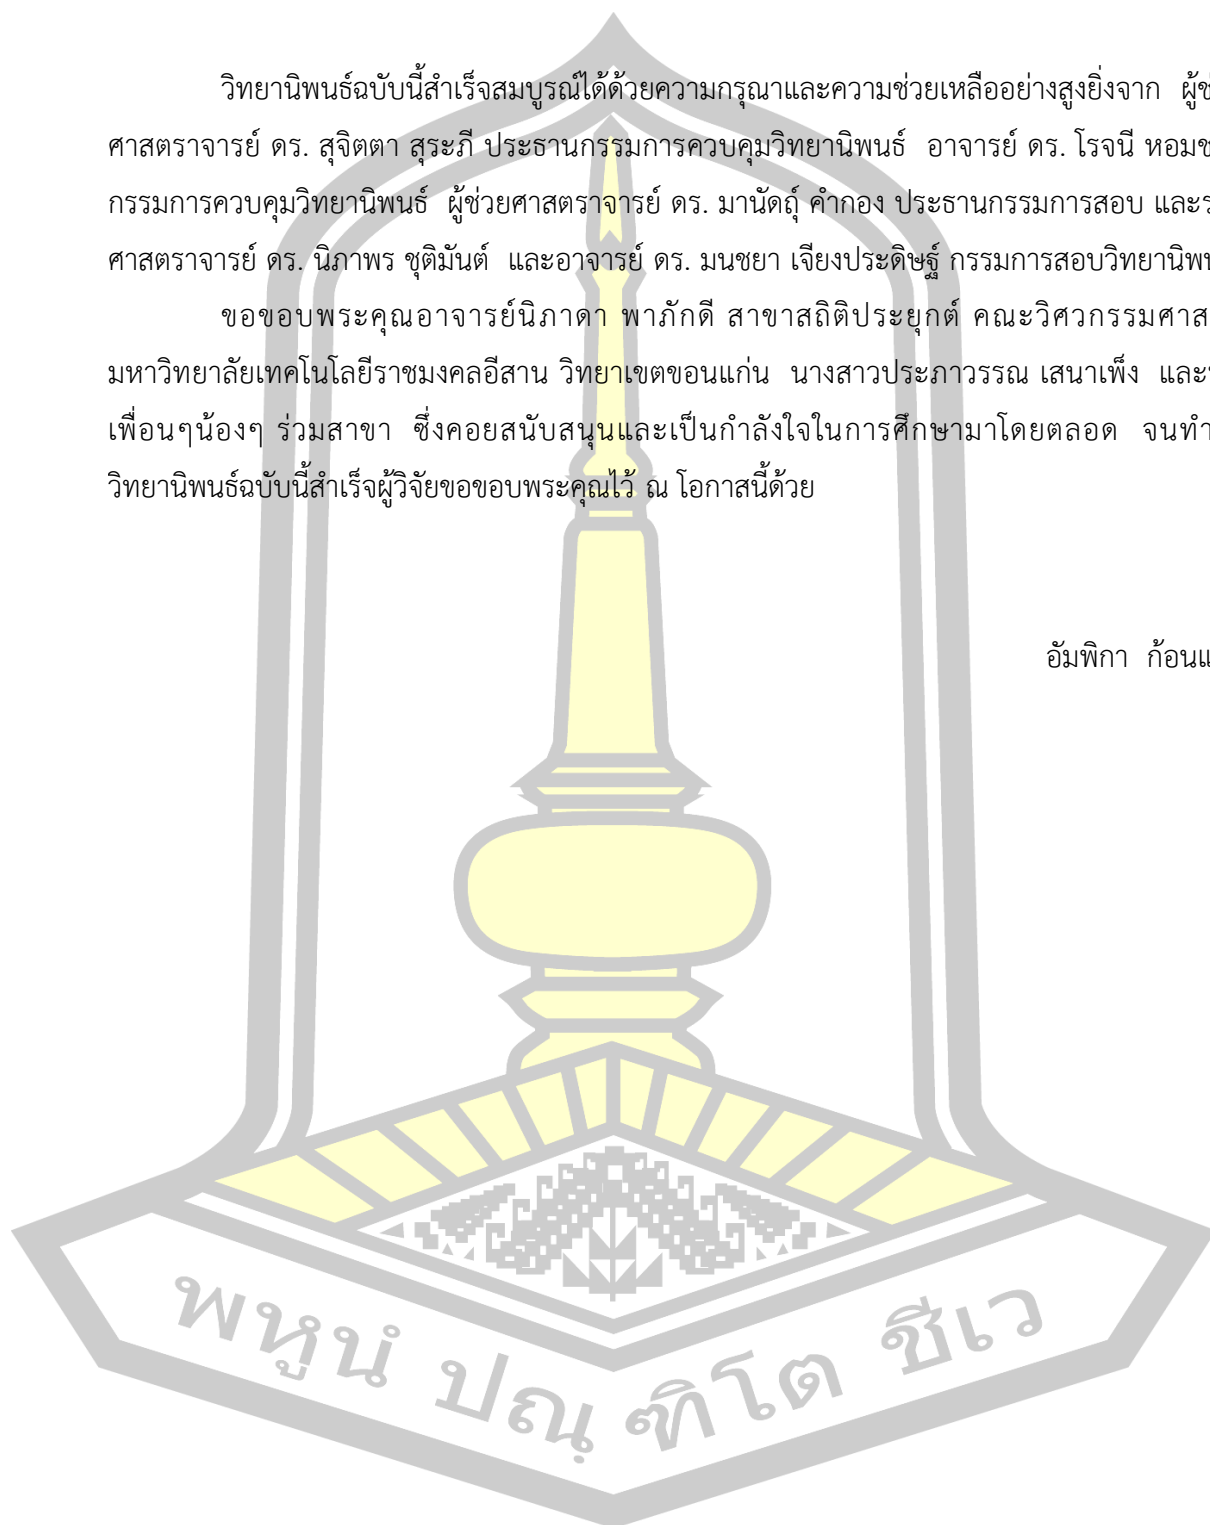 วิทยานิพนธ์ฉบับนี้สำเร็จสมบูรณ์ได้ด้วยความกรุณาและความช่วยเหลืออย่างสูงยิ่งจาก ผู้ช่
ศาสตราจารย์ ดร. สุจิตตา สุระภี ประธานกรรมการควบคุมวิทยานิพนธ์ อาจารย์ ดร. โรจนี หอมช
กรรมการควบคุมวิทยานิพนธ์ ผู้ช่วยศาสตราจารย์ ดร. มานัดถุ์ คำกอง ประธานกรรมการสอบ และร
ศาสตราจารย์ ดร. นิภาพร ชุติมันต์ และอาจารย์ ดร. มนชยา เจียงประดิษฐ์ กรรมการสอบวิทยานิพน
ขอขอบพระคุณอาจารย์นิภาดา พาภักดี สาขาสถิติประยุกต์ คณะวิศวกรรมศาส
มหาวิทยาลัยเทคโนโลยีราชมงคลอีสาน วิทยาเขตขอนแก่น นางสาวประภาวรรณ เสนาเพ็ง และ
เพื่อนๆน้องๆ ร่วมสาขา ซึ่งคอยสนับสนุนและเป็นกำลังใจในการศึกษามาโดยตลอด จนทำ
วิทยานิพนธ์ฉบับนี้สำเร็จผู้วิจัยขอขอบพระคุณไว้ ณ โอกาสนี้ด้วย
อัมพิกา ก้อนแ
พหูนํ ปณฺฑิโต ชีเว